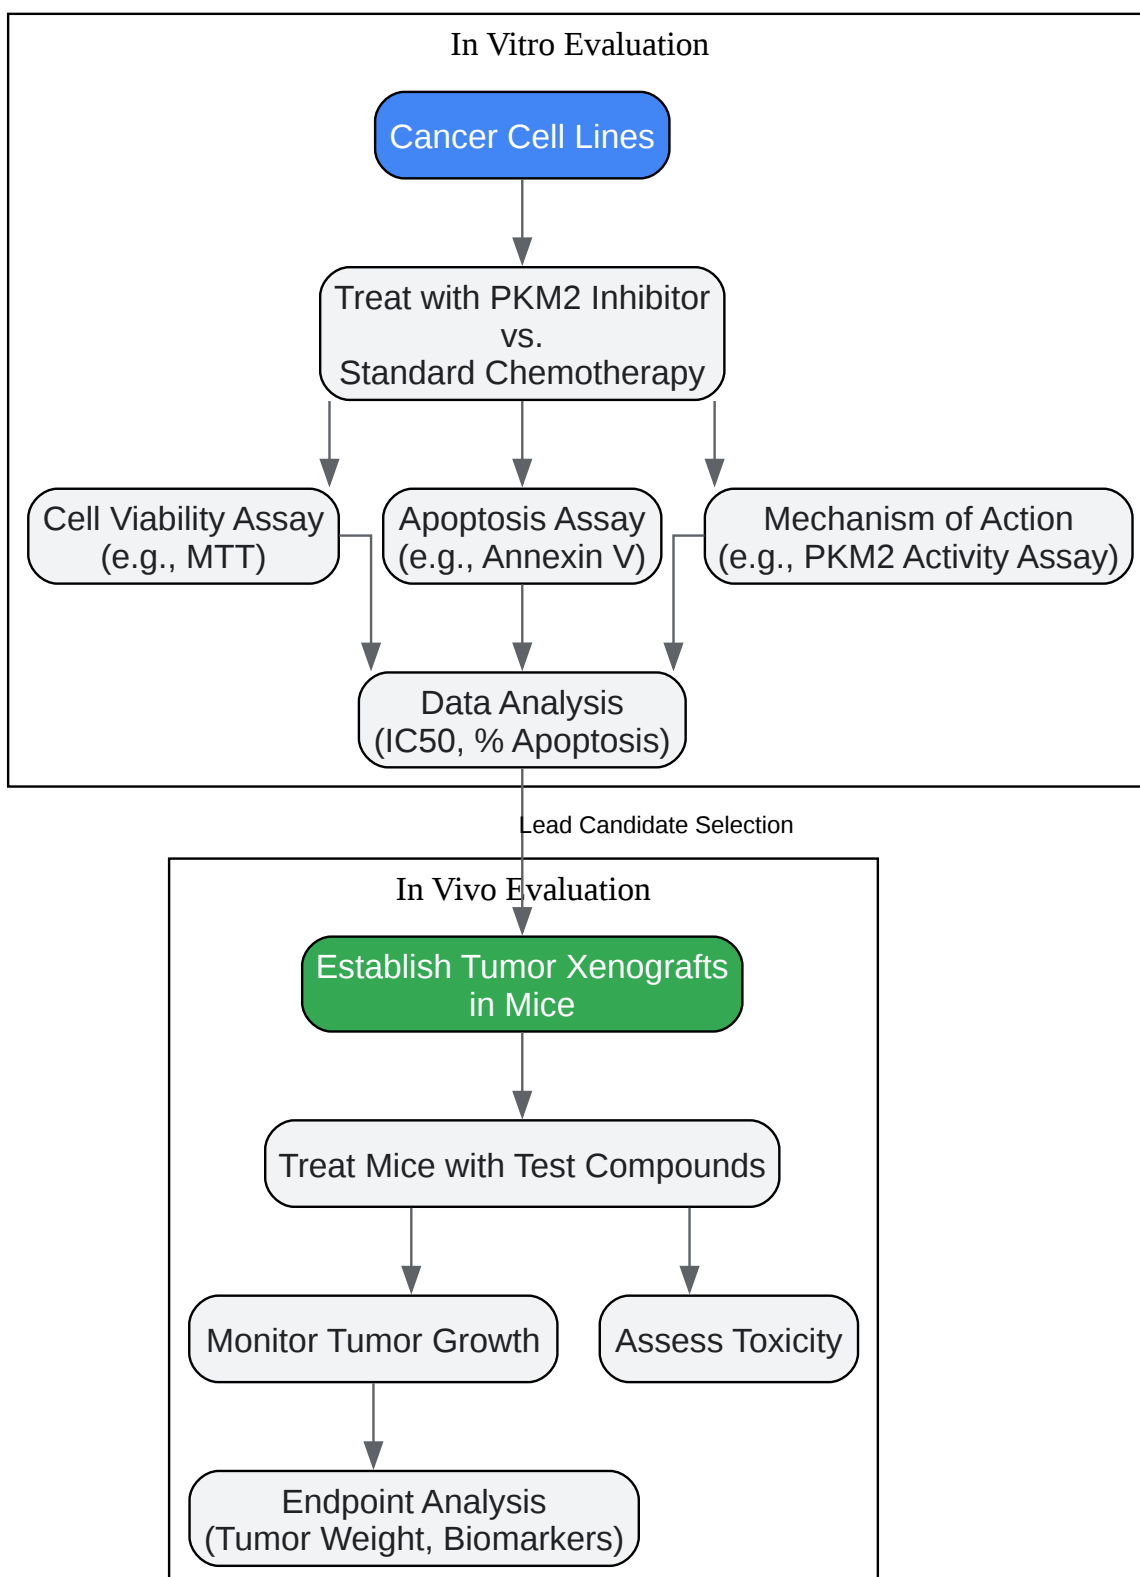 In Vitro Evaluation
Cancer Cell Lines
Treat with PKM2 Inhibitor
vs.
Standard Chemotherapy
Cell Viability Assay
(e.g., MTT)
Apoptosis Assay
(e.g., Annexin V)
Mechanism of Action
(e.g., PKM2 Activity Assay)
Data Analysis
(IC50, % Apoptosis)
Lead Candidate Selection
In Vivo Evaluation
Establish Tumor Xenografts
in Mice
Treat Mice with Test Compounds
Monitor Tumor Growth
Assess Toxicity
Endpoint Analysis
(Tumor Weight, Biomarkers)